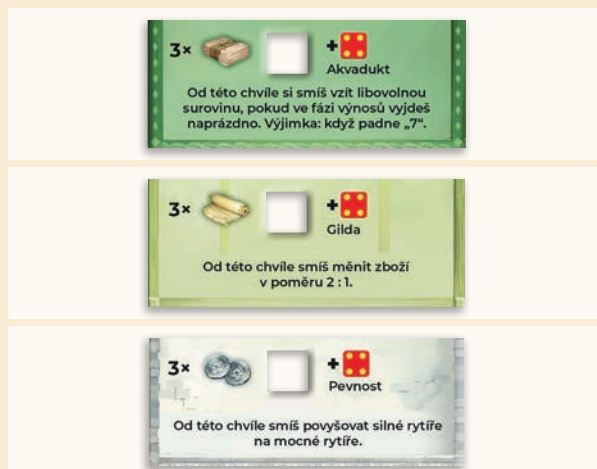 3× +
Akvadukt
Od této chvíle si smíš vzít libovolnou
surovinu, pokud ve fázi výnosů vyjdeš
naprázdno. Výjimka: když padne „7“.
3× +
Gilda
Od této chvíle smíš měnit zboží
v poměru 2 : 1.
3× +
Pevnost
Od této chvíle smíš povyšovat silné rytíře
na mocné rytíře.